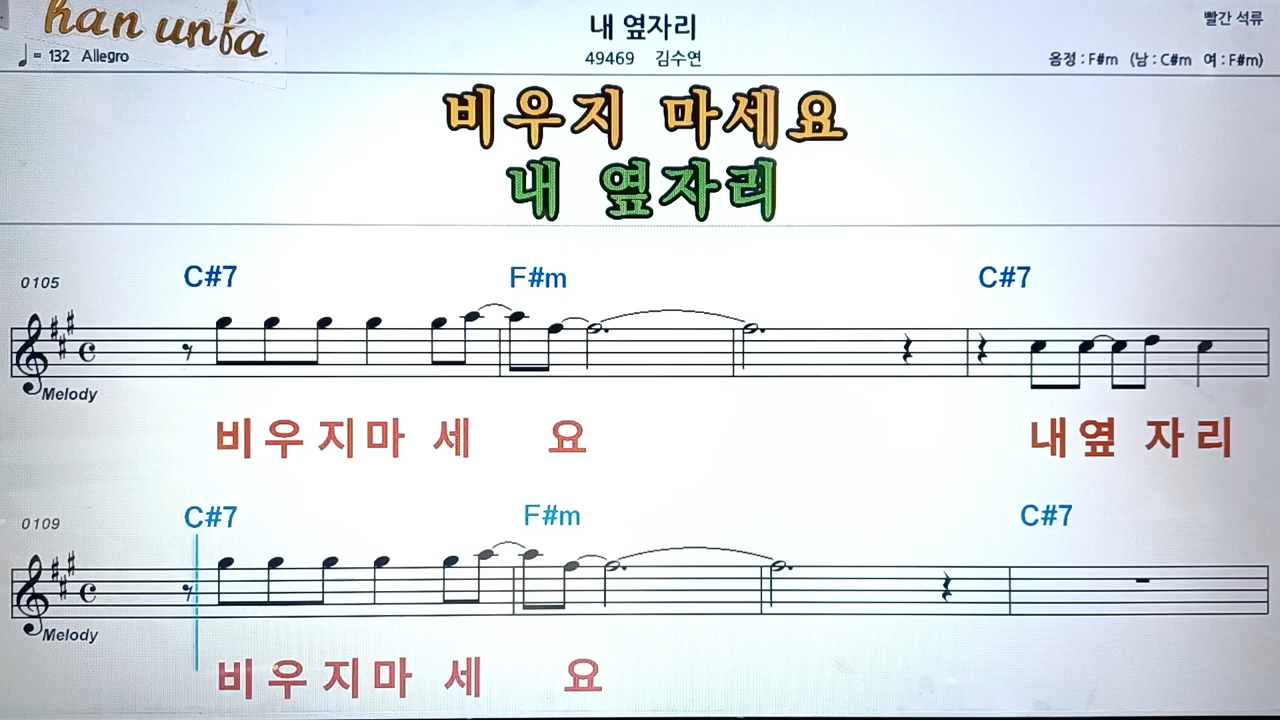 han unfa
내 옆자리
빨간 석류
♩ = 132 Allegro
49469 김수연
음정 : F#m (남 : C#m 여 : F#m)
비우지 마세요
내 옆자리
0105
C#7 F#m C#7
Melody
비우지마 세 요 내옆 자리
0109
C#7 F#m C#7
Melody
비우지마 세 요